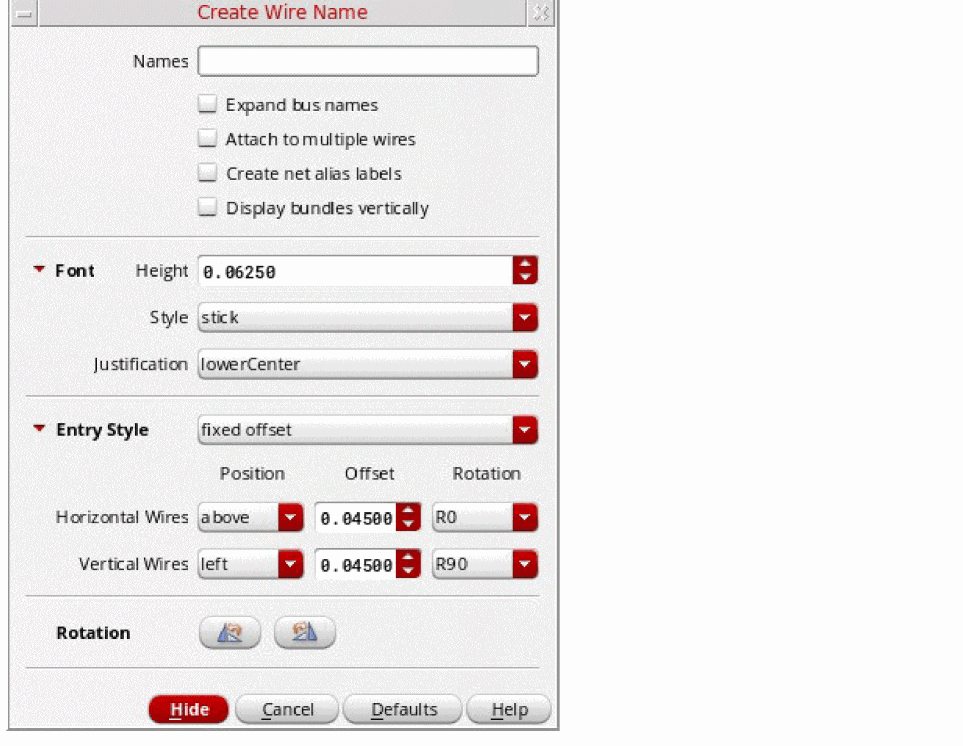 Create Wire Name
Names
Expand bus names
Attach to multiple wires
Create net alias labels
Display bundles vertically
Font Height 0.06250
Style stick
Justification lowerCenter
Entry Style fixed offset
Position Offset Rotation
Horizontal Wires above 0.04500 R0
Vertical Wires left 0.04500 R90
Rotation
Hide Cancel Defaults Help